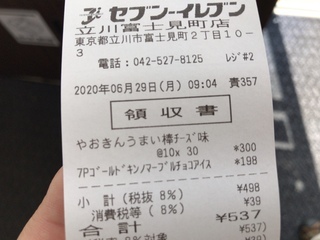 セブン-イレブン
立川富士見町店
東京都立川市富士見町2丁目10-
3
電話:042-527-8125 レジ#2
2020年06月29日(月) 09:04 責357
領収書
やおきんうまい棒チーズ味
@10x 30 *300
7Pゴールドキンノマーブルチョコアイス *198
小計(税抜 8%) ¥498
消費税等( 8%) ¥39
合計 ¥537
対象 ¥537)